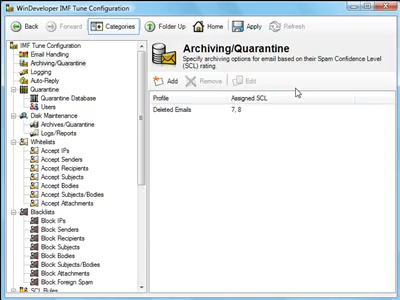 WinDeveloper IMF Tune Configuration
Back
Forward
Categories
Folder Up
Home
Apply
Refresh
IMF Tune Configuration
Email Handling
Archiving/Quarantine
Logging
Auto-Reply
Quarantine
Quarantine Database
Users
Disk Maintenance
Archives/Quarantine
Logs/Reports
Whitelists
Accept IPs
Accept Senders
Accept Recipients
Accept Subjects
Accept Bodies
Accept Subjects/Bodies
Accept Attachments
Blacklists
Block IPs
Block Senders
Block Recipients
Block Subjects
Block Bodies
Block Subjects/Bodies
Block Attachments
Block Foreign Spam
SCL Rules
Archiving/Quarantine
Specify archiving options for email based on their Spam Confidence Level
(SCL) rating.
Add
Remove
Edit
Profile Assigned SCL
Deleted Emails 7, 8